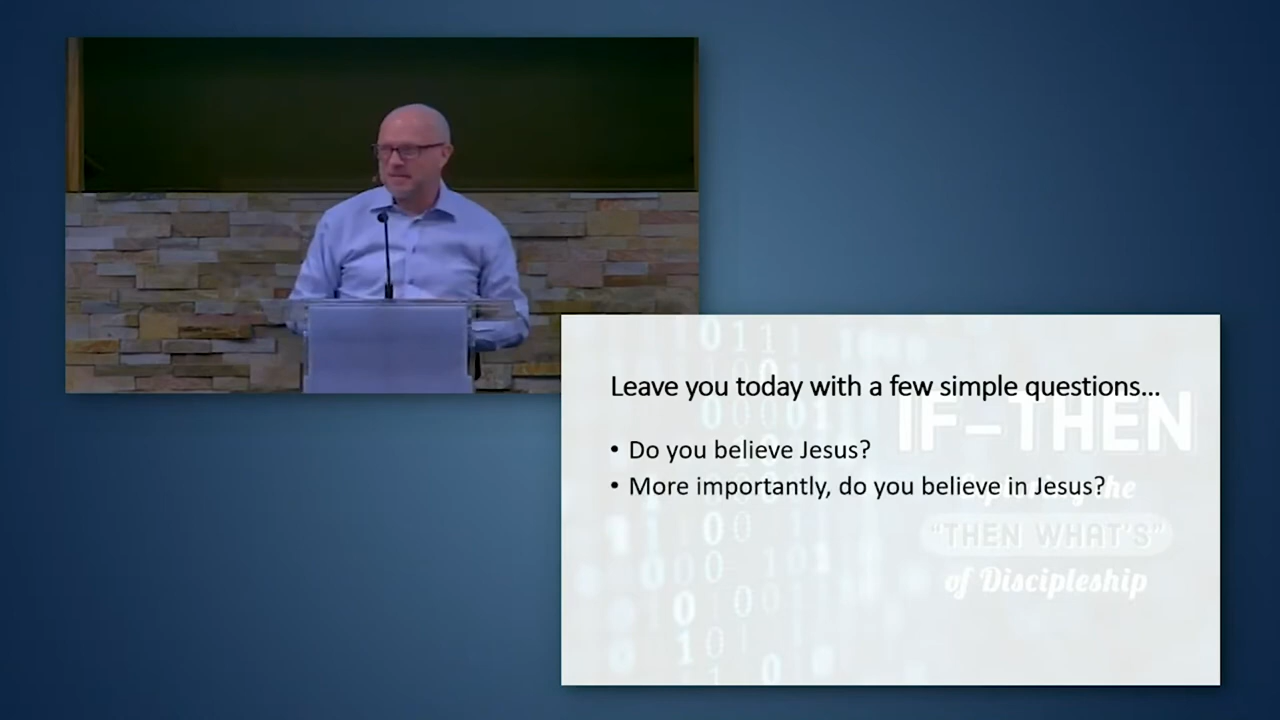 Leave you today with a few simple questions...
• Do you believe Jesus?
• More importantly, do you believe in Jesus?
IF–THEN
the
"THEN WHAT'S"
of Discipleship